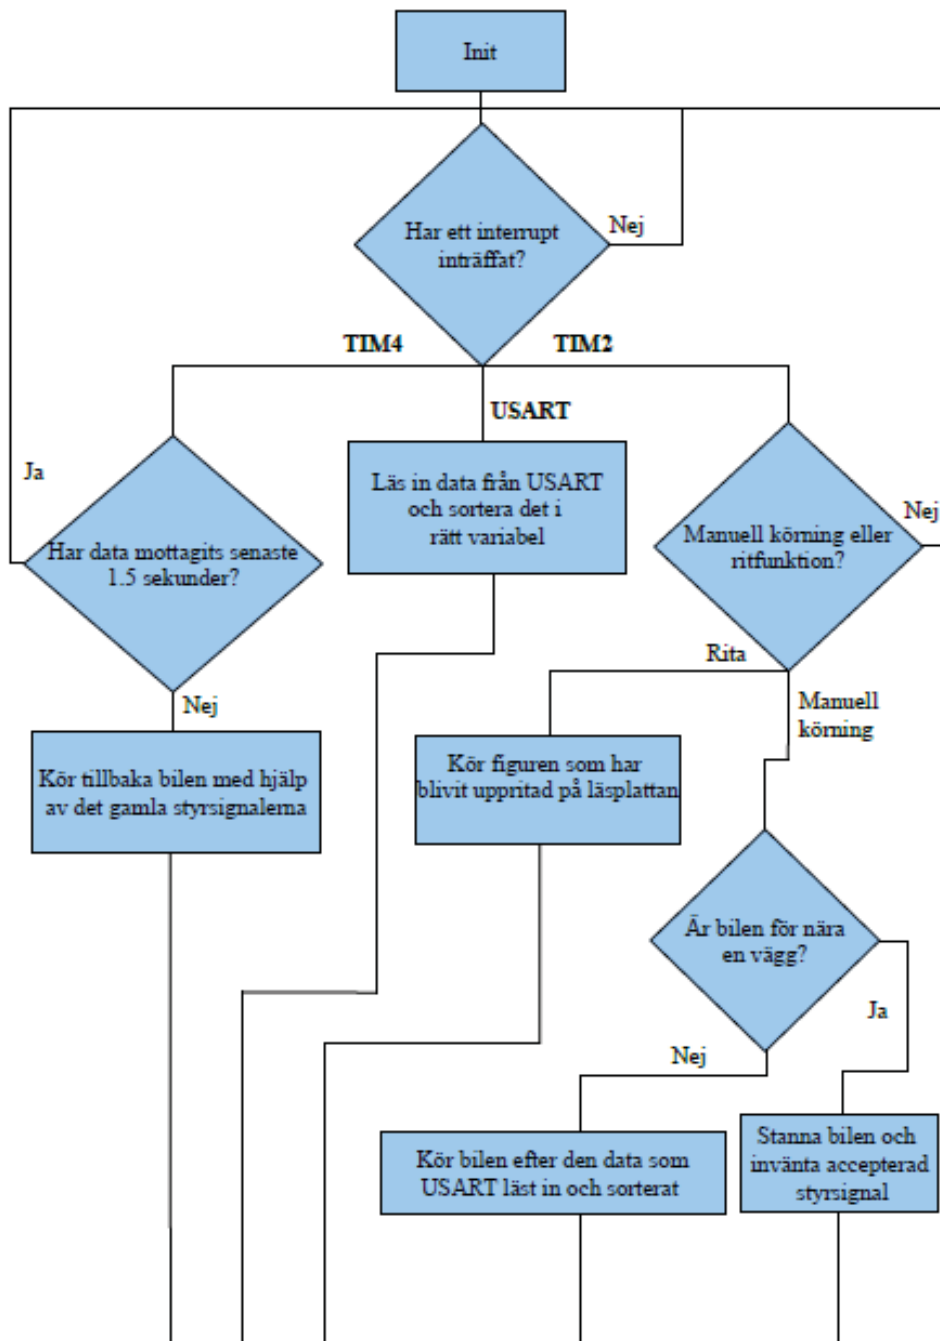 Init
Har ett interrupt
inträffat?
Nej
TIM4
TIM2
USART
Ja
Har data mottagits senaste
1.5 sekunder?
Läs in data från USART
och sortera det i
rätt variabel
Manuell körning eller
ritfunktion?
Nej
Nej
Rita
Manuell
körning
Kör tillbaka bilen med hjälp
av det gamla styrsignalerna
Kör figuren som har
blivit uppritad på läsplattan
Är bilen för nära
en vägg?
Ja
Nej
Kör bilen efter den data som
USART läst in och sorterat
Stanna bilen och
invänta accepterad
styrsignal